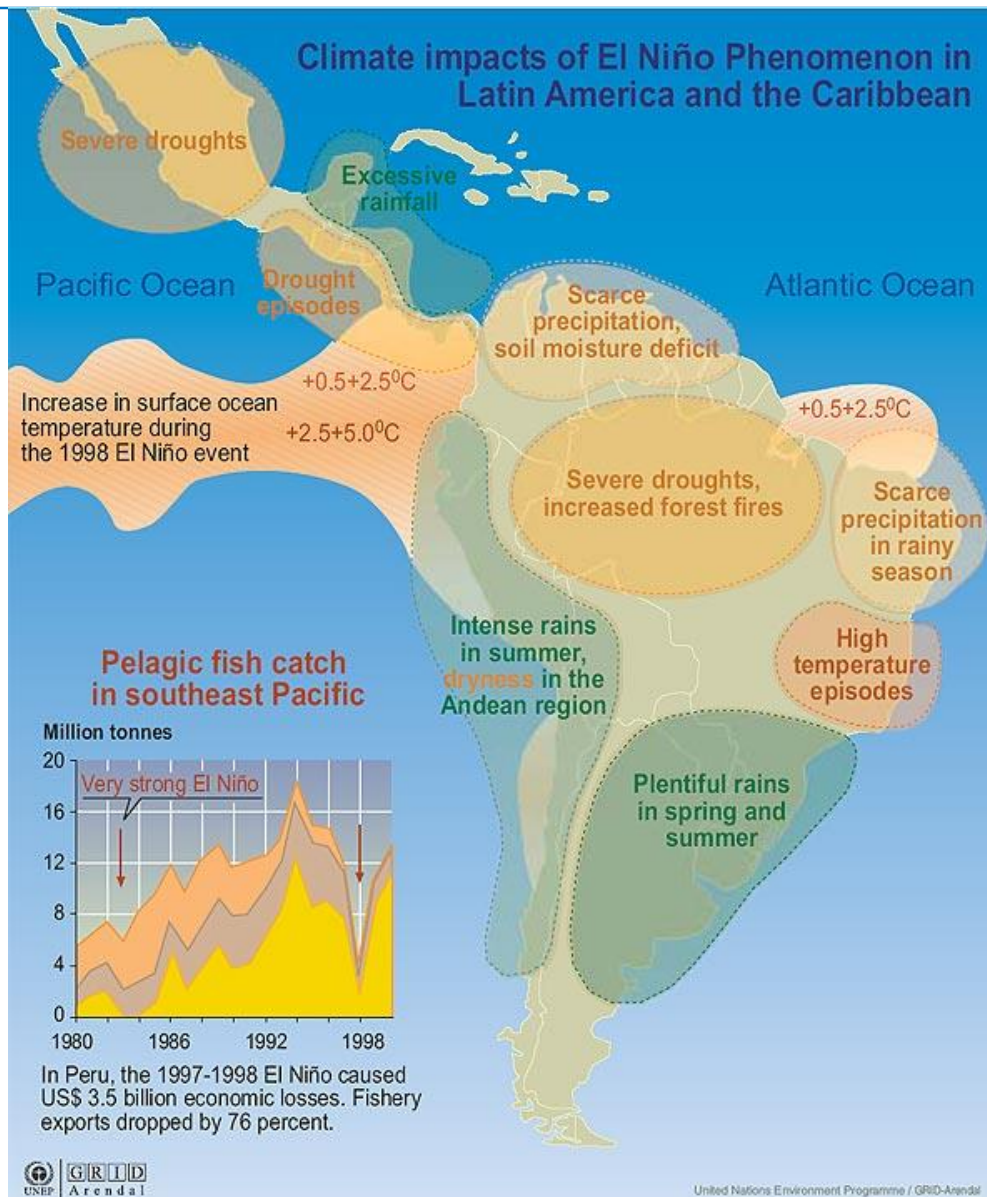 Climate impacts of El Niño Phenomenon in
Latin America and the Caribbean
Severe droughts
Excessive
rainfall
Pacific Ocean
Drought
episodes
Atlantic Ocean
Scarce
precipitation,
soil moisture deficit
+0.5+2.5⁰C
+0.5+2.5⁰C
Increase in surface ocean
temperature during
the 1998 El Niño event
+2.5+5.0⁰C
Severe droughts,
increased forest fires
Scarce
precipitation
in rainy
season
Intense rains
in summer,
dryness in the
Andean region
High
temperature
episodes
Plentiful rains
in spring and
summer
Pelagic fish catch
in southeast Pacific
Million tonnes
20
Very strong El Niño
16
12
8
4
0
1980 1986 1992 1998
In Peru, the 1997-1998 El Niño caused
US$ 3.5 billion economic losses. Fishery
exports dropped by 76 percent.
UNEP
GRID
Arendal
United Nations Environment Programme / GRID-Arendal